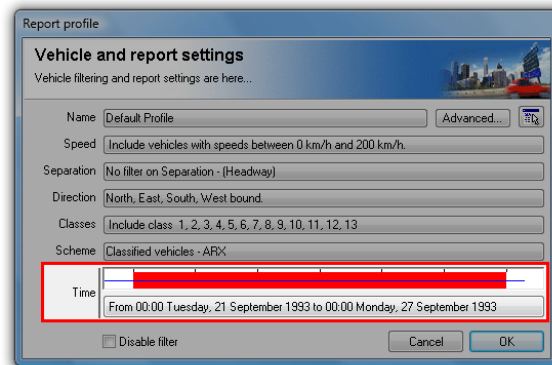 Report profile
Vehicle and report settings
Vehicle filtering and report settings are here...
Name Default Profile Advanced...
Speed Include vehicles with speeds between 0 km/h and 200 km/h.
Separation No filter on Separation - (Headway)
Direction North, East, South, West bound.
Classes Include class 1, 2, 3, 4, 5, 6, 7, 8, 9, 10, 11, 12, 13
Scheme Classified vehicles - ARX
Time
From 00:00 Tuesday, 21 September 1993 to 00:00 Monday, 27 September 1993
Disable filter Cancel OK